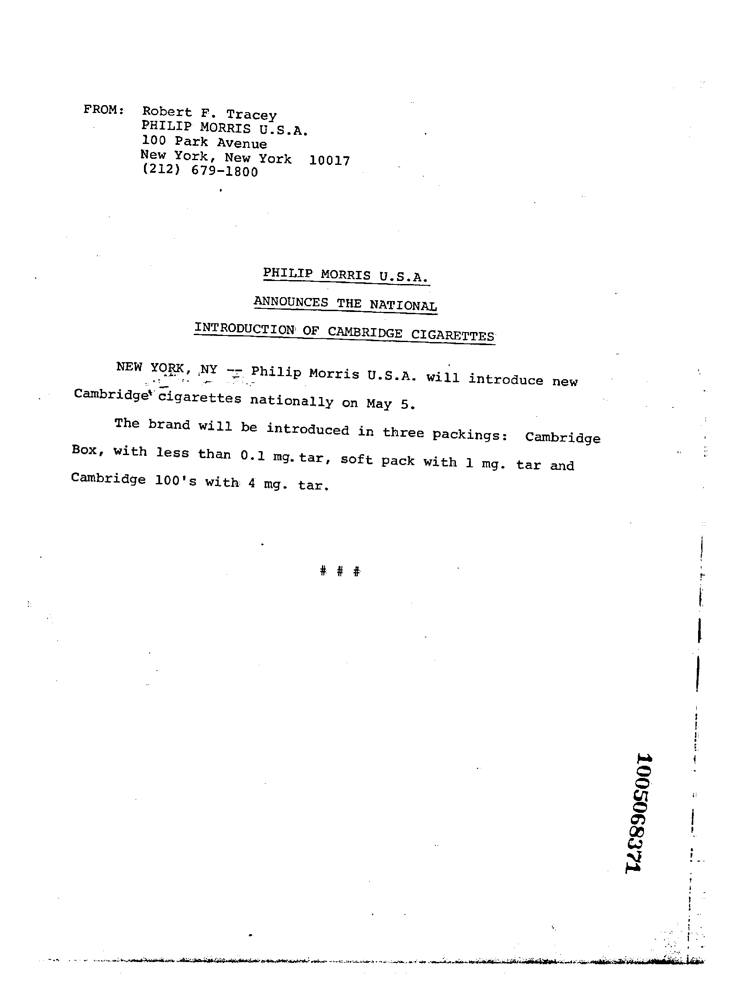 FROM: Robert F. Tracey
PHILIP MORRIS U.S.A.
100 Park Avenue
New York, New York 10017
(212) 679-1800
PHILIP MORRIS U.S.A.
ANNOUNCES THE NATIONAL
INTRODUCTION OF CAMBRIDGE CIGARETTES
NEW YORK, NY -- Philip Morris U.S.A. will introduce new
Cambridge cigarettes nationally on May 5.
The brand will be introduced in three packings: Cambridge
Box, with less than 0.1 mg. tar, soft pack with 1 mg. tar and
Cambridge 100's with 4 mg. tar.
# # #
1005068371